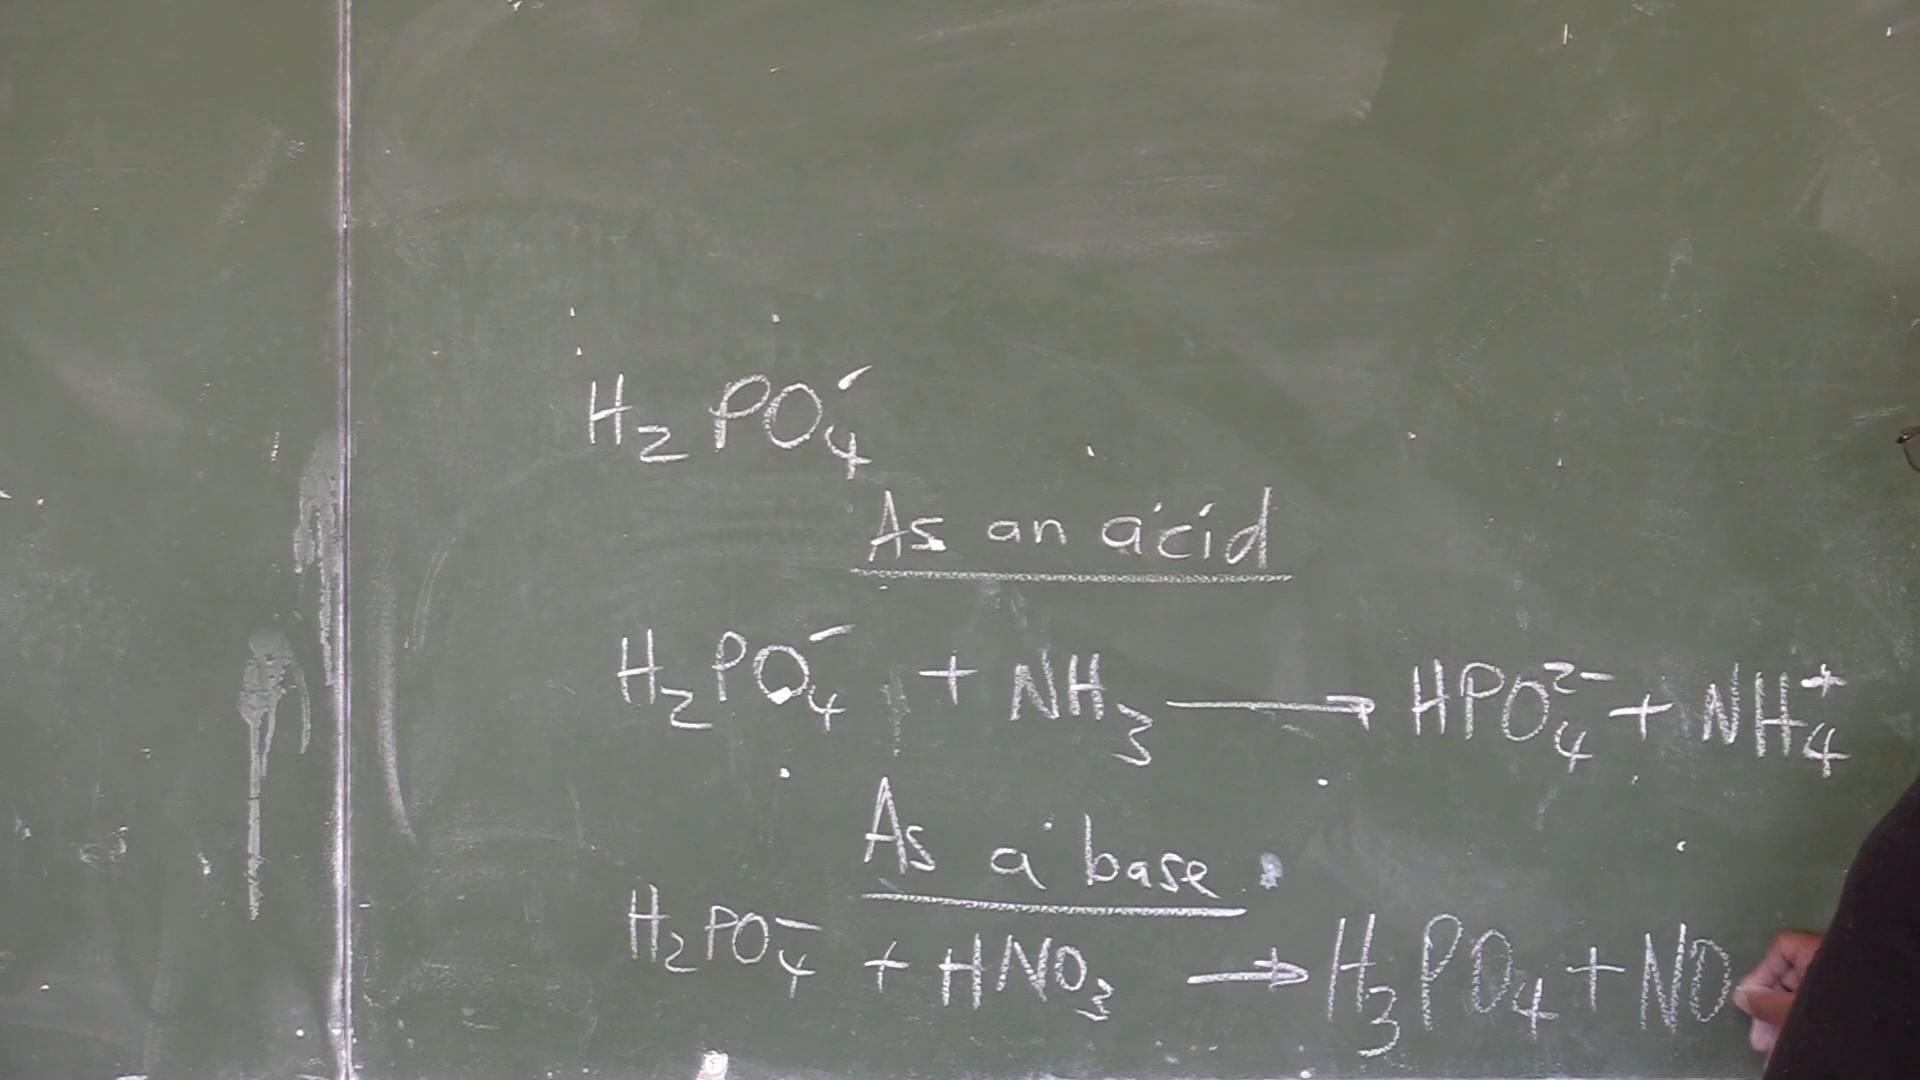 H₂PO₄⁻
As an acid
H₂PO₄⁻ + NH₃ ⟶ HPO₄²⁻ + NH₄⁺
As a base
H₂PO₄⁻ + HNO₃ → H₃PO₄ + NO